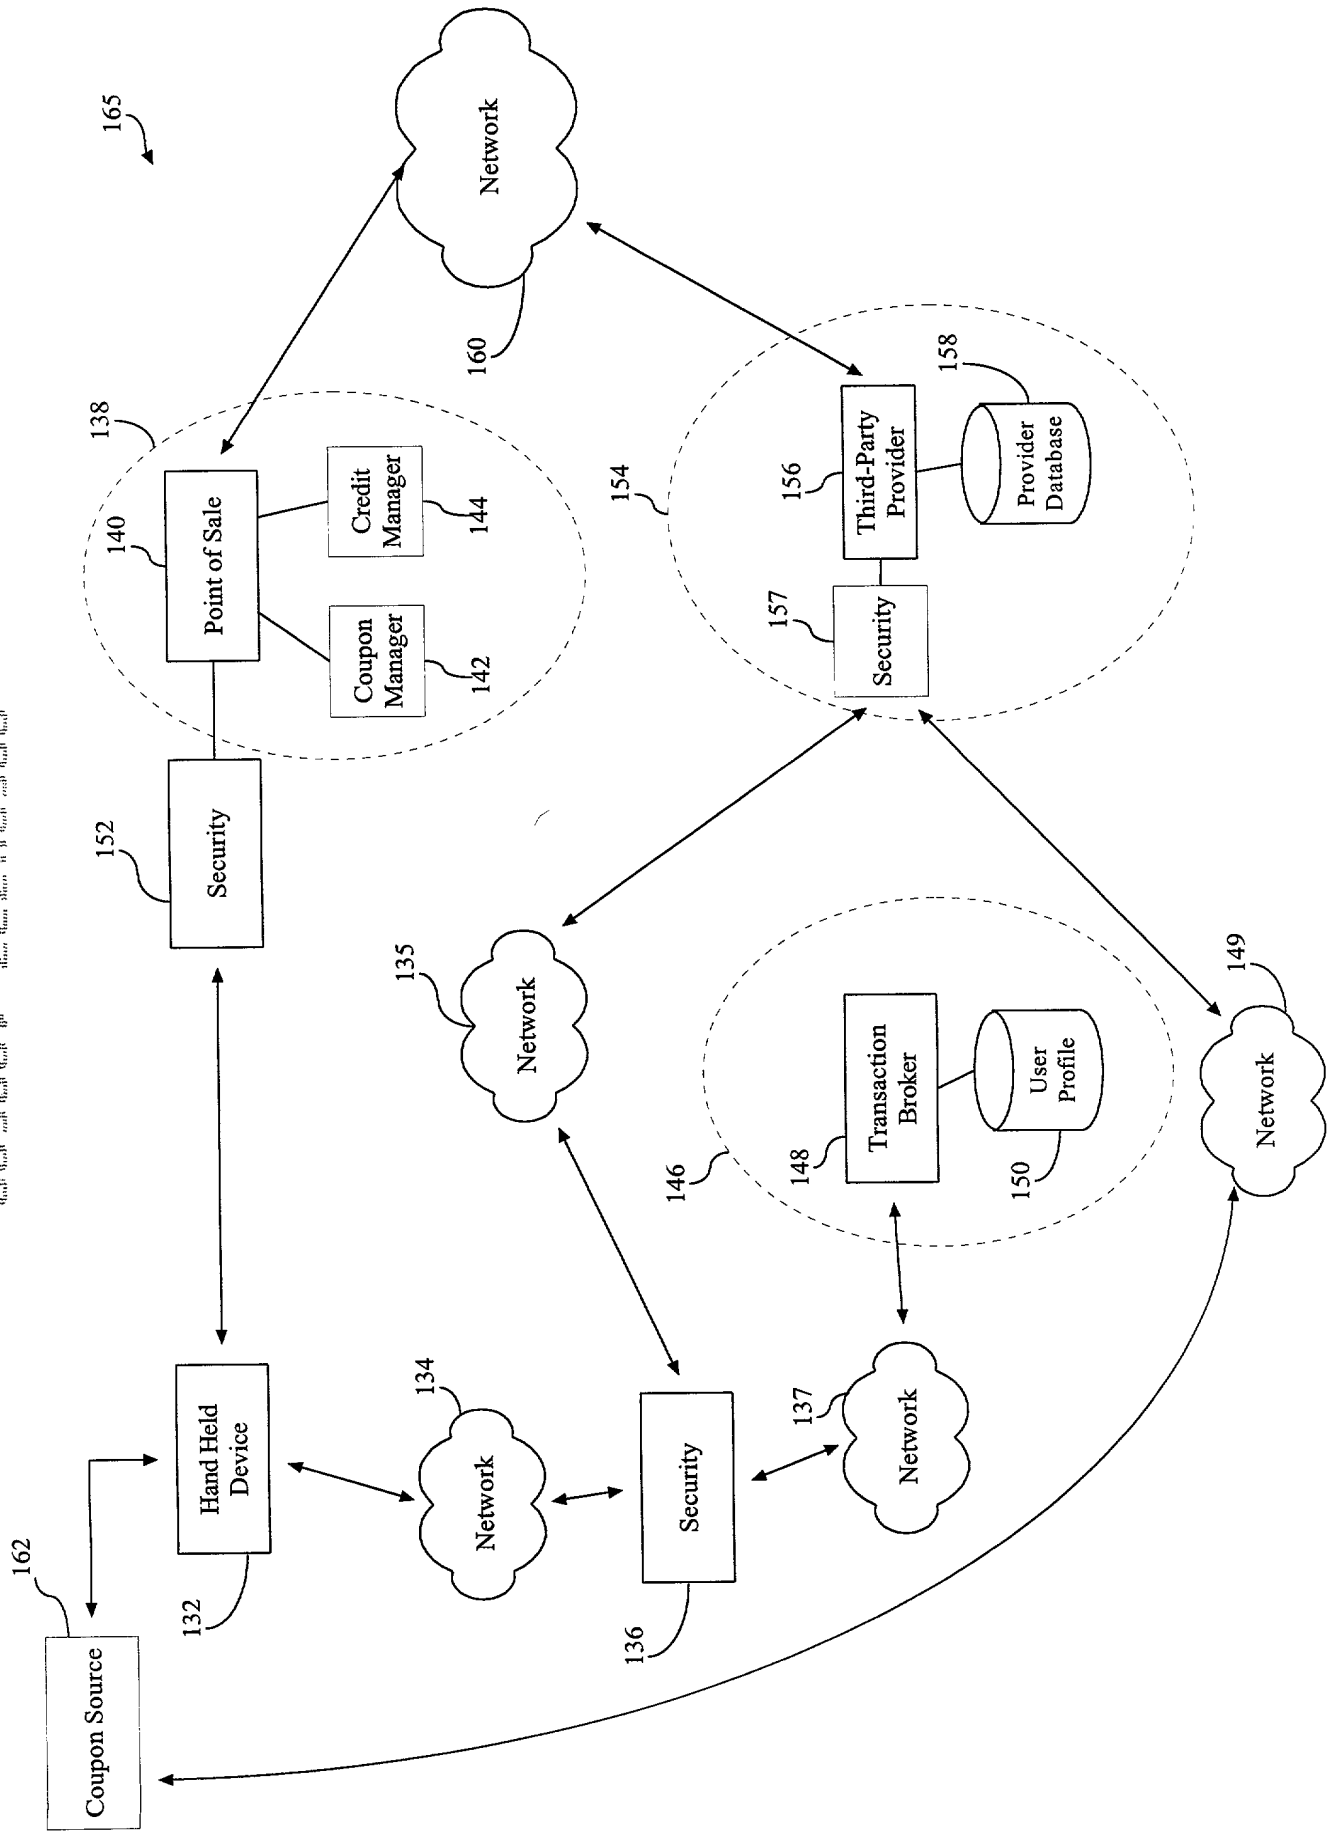 165
Coupon Source
162
Hand Held
Device
132
Security
152
138
Point of Sale
140
Coupon
Manager
142
Credit
Manager
144
Network
160
Network
134
Network
135
Security
136
Network
137
146
Transaction
Broker
148
User
Profile
150
154
Security
157
Third-Party
Provider
156
Provider
Database
158
Network
149